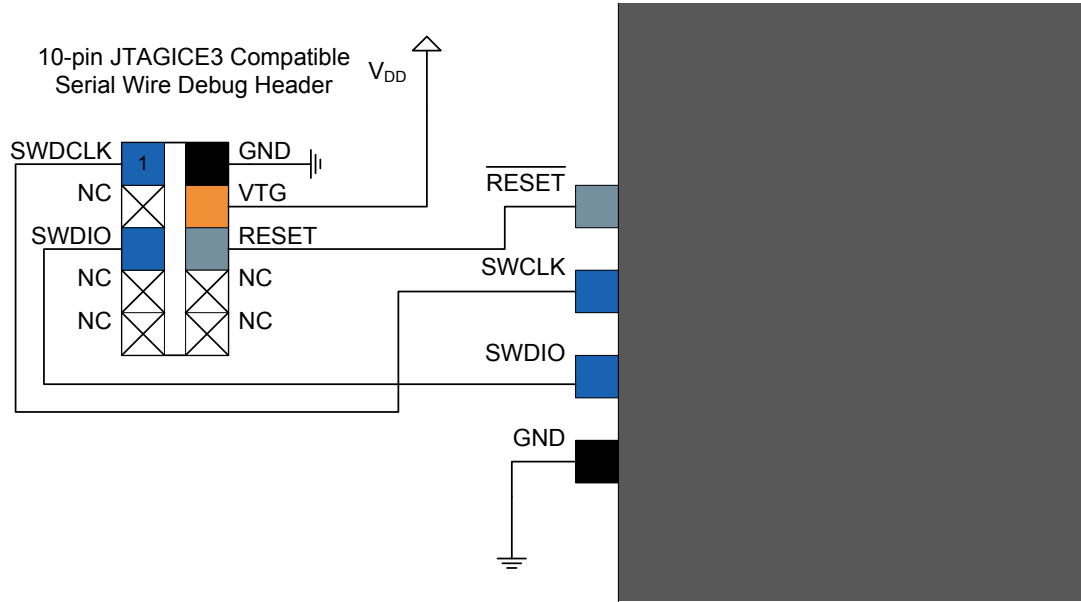 10-pin JTAGICE3 Compatible
Serial Wire Debug Header
VDD
SWDCLK
1
GND
NC
VTG
SWDIO
RESET
NC
NC
NC
NC
RESET
SWCLK
SWDIO
GND